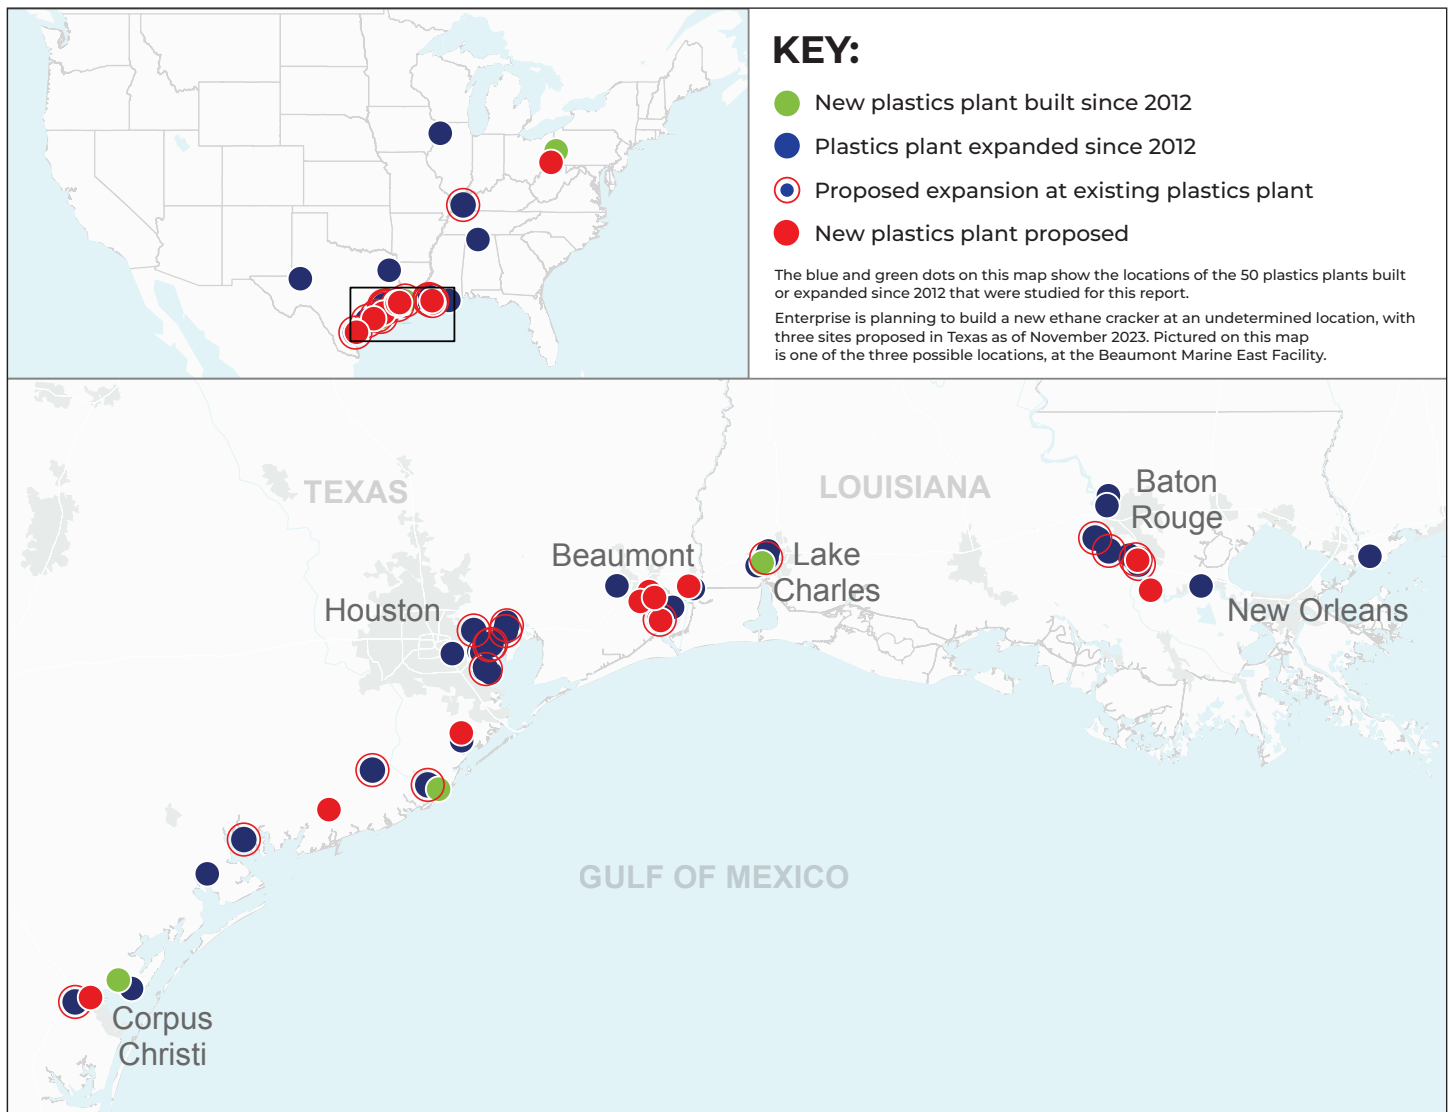 KEY:
New plastics plant built since 2012
Plastics plant expanded since 2012
Proposed expansion at existing plastics plant
New plastics plant proposed
The blue and green dots on this map show the locations of the 50 plastics plants built
or expanded since 2012 that were studied for this report.
Enterprise is planning to build a new ethane cracker at an undetermined location, with
three sites proposed in Texas as of November 2023. Pictured on this map
is one of the three possible locations, at the Beaumont Marine East Facility.
TEXAS
LOUISIANA
Baton
Rouge
Beaumont
Lake
Charles
Houston
New Orleans
GULF OF MEXICO
Corpus
Christi